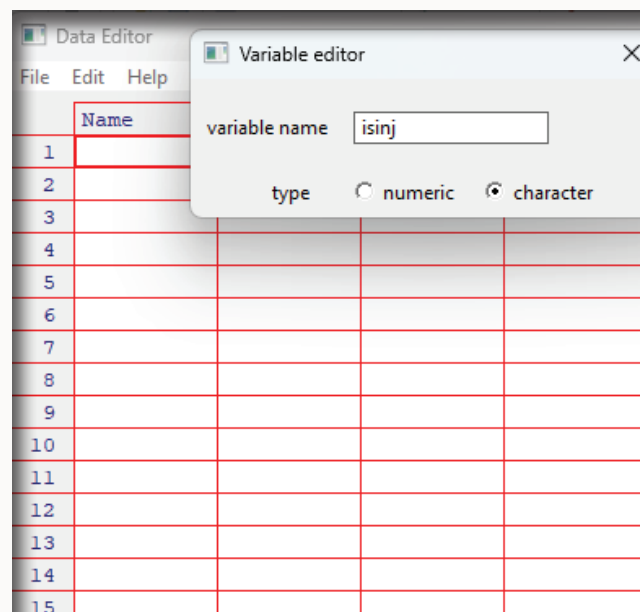 Data Editor
File Edit Help
Variable editor
variable name isinj
type numeric character
Name
1
2
3
4
5
6
7
8
9
10
11
12
13
14
15